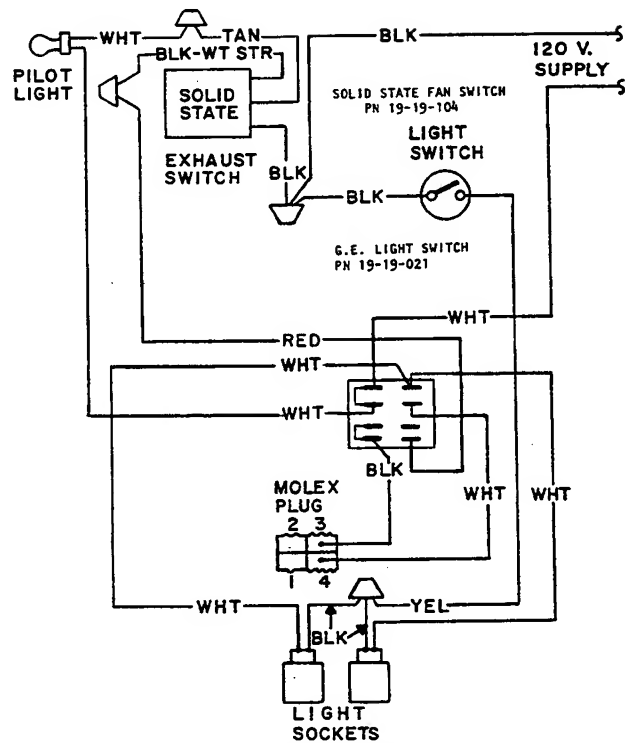 WHT
TAN
BLK
BLK-WT STR
120 V.
SUPPLY
PILOT
LIGHT
SOLID
STATE
SOLID STATE FAN SWITCH
PN 19-19-104
LIGHT
SWITCH
EXHAUST
SWITCH
BLK
BLK
G.E. LIGHT SWITCH
PN 19-19-021
WHT
RED
WHT
WHT
BLK
MOLEX
PLUG
WHT
WHT
2 3
1 4
WHT
YEL
BLK
LIGHT
SOCKETS